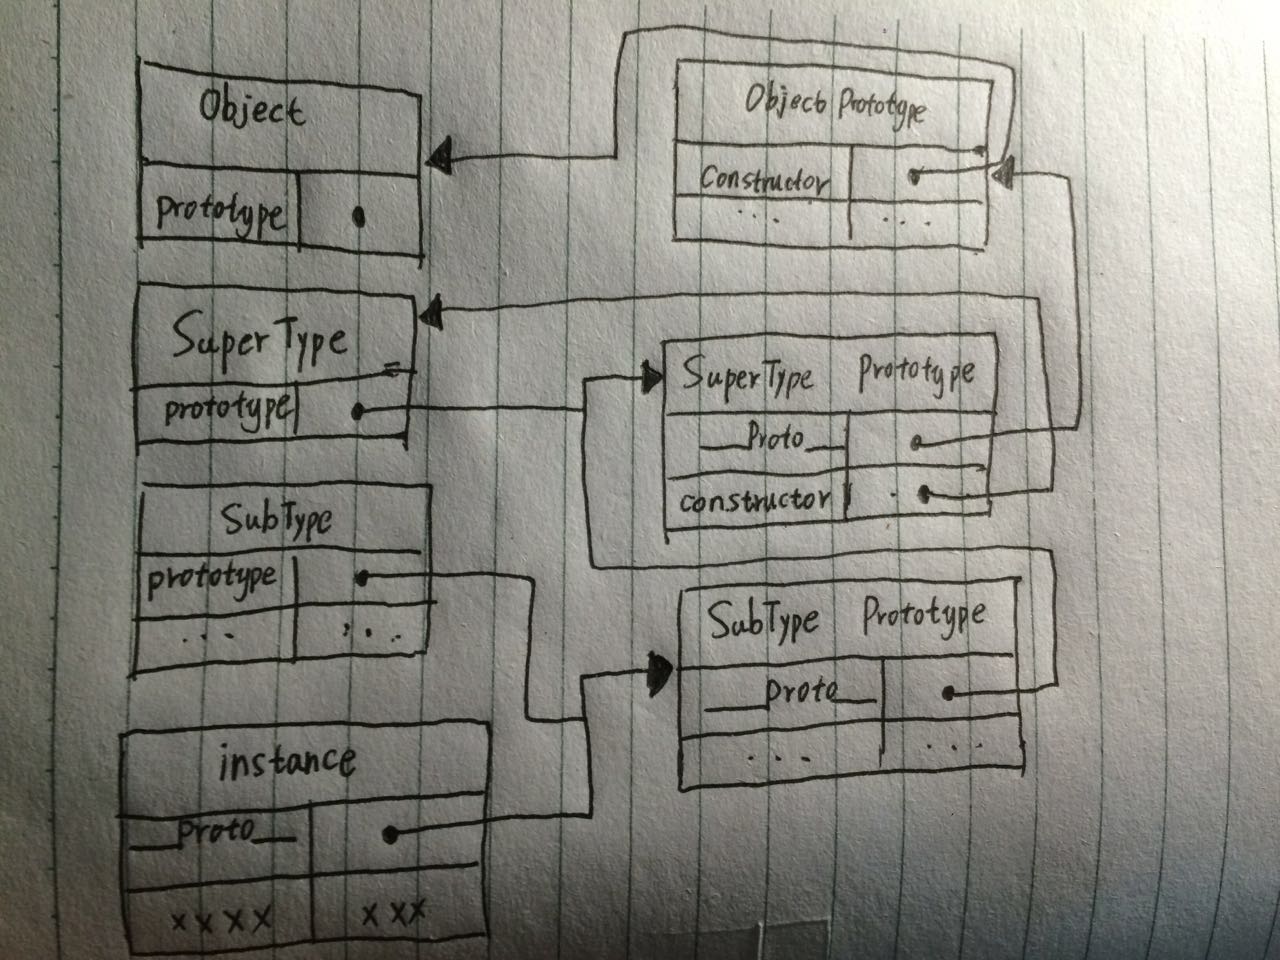 Object
prototype
Object Prototype
Constructor
... ...
SuperType
prototype
SuperType Prototype
__Proto__
constructor
SubType
prototype
... ...
SubType Prototype
__Proto__
... ...
instance
__Proto__
xxxx xxx